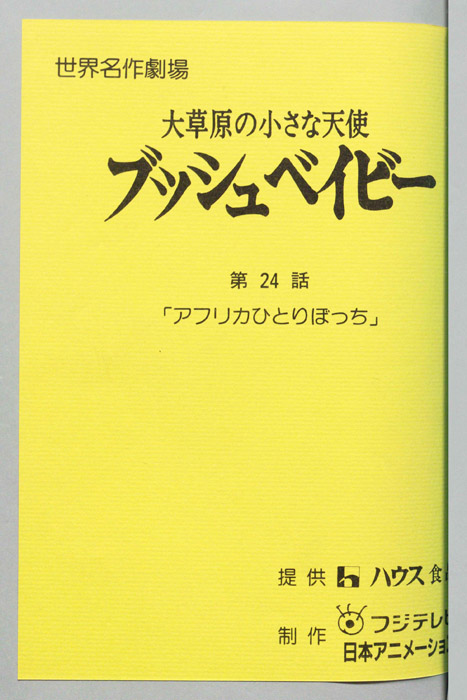 世界名作劇場
大草原の小さな天使
ブッシュベイビー
第 24 話
「アフリカひとりぼっち」
提供 ハウス食
制作 フジテレビ
日本アニメーショ